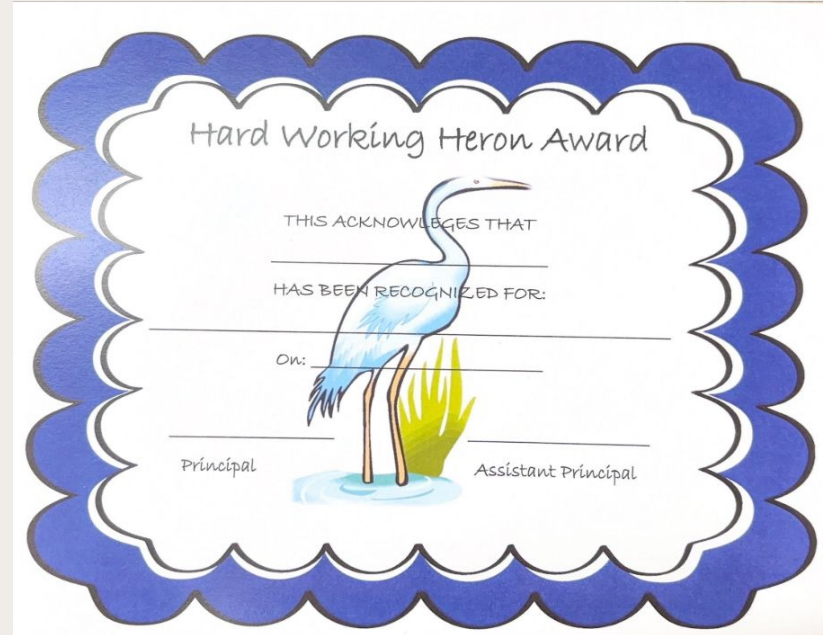 Hard Working Heron Award
THIS ACKNOWLEGES THAT
HAS BEEN RECOGNIZED FOR:
On:
Principal
Assistant Principal